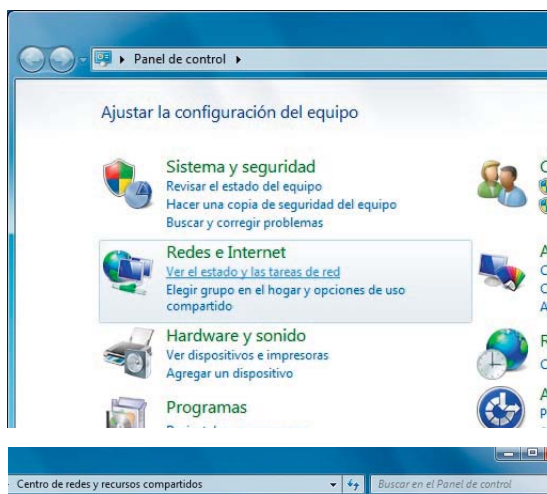 Panel de control
Ajustar la configuración del equipo
Sistema y seguridad
Revisar el estado del equipo
Hacer una copia de seguridad del equipo
Buscar y corregir problemas
Redes e Internet
Ver el estado y las tareas de red
Elegir grupo en el hogar y opciones de uso
compartido
Hardware y sonido
Ver dispositivos e impresoras
Agregar un dispositivo
Programas
Centro de redes y recursos compartidos
Buscar en el Panel de control